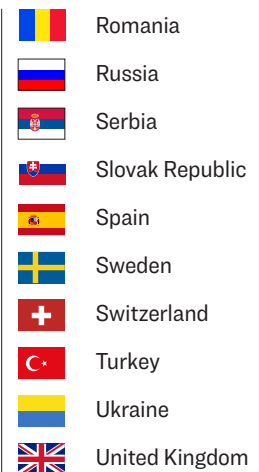 Romania
Russia
Serbia
Slovak Republic
Spain
Sweden
Switzerland
Turkey
Ukraine
United Kingdom